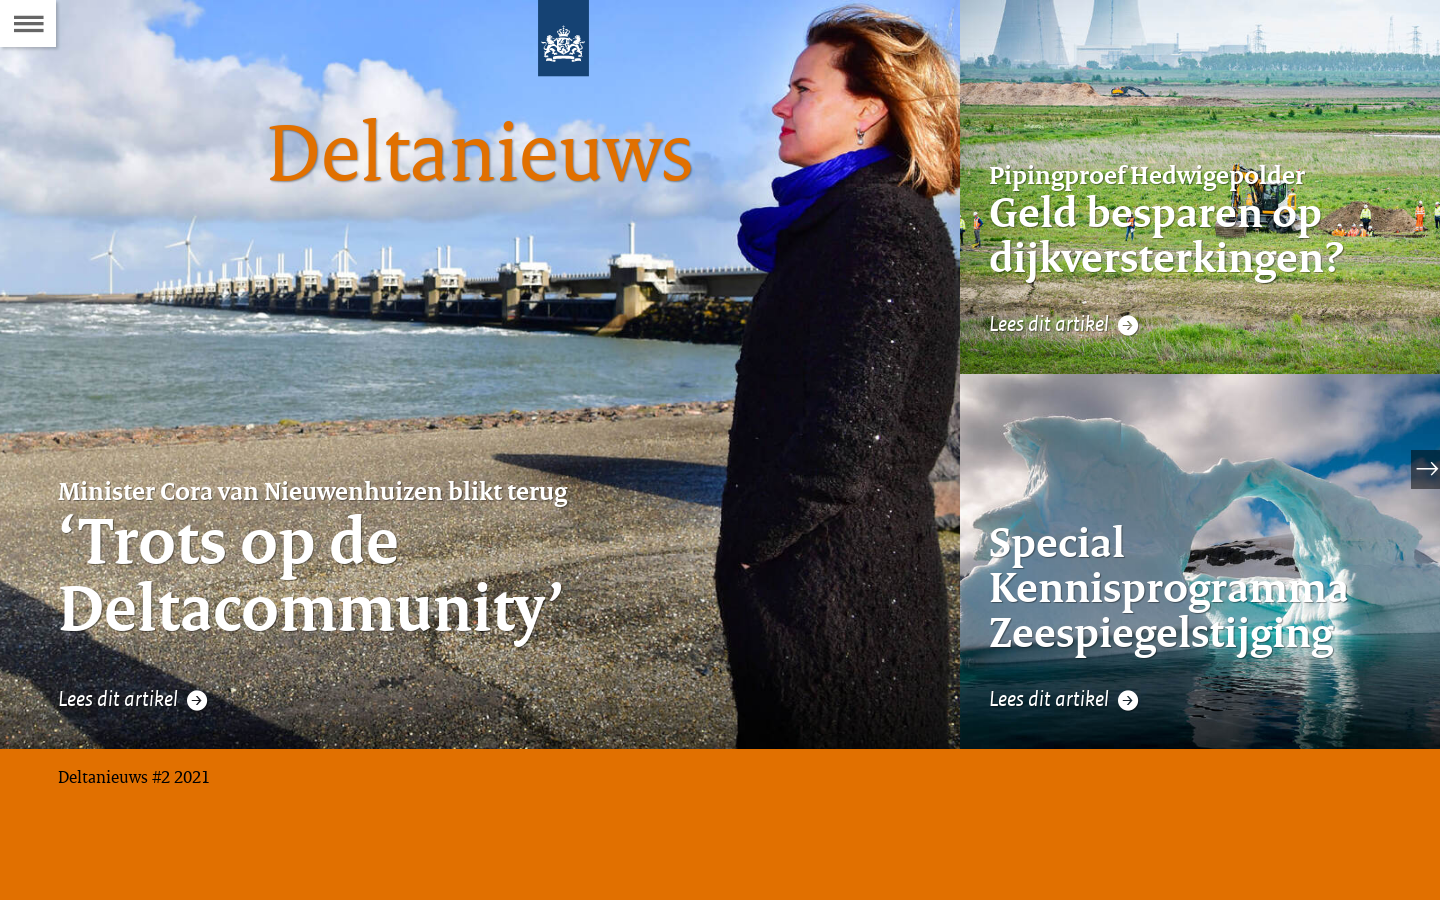 Deltanieuws
Minister Cora van Nieuwenhuizen blikt terug
‘Trots op de
Deltacommunity’
Lees dit artikel
Pipingproef Hedwigepolder
Geld besparen op
dijkversterkingen?
Lees dit artikel
Special
Kennisprogramma
Zeespiegelstijging
Lees dit artikel
Deltanieuws #2 2021